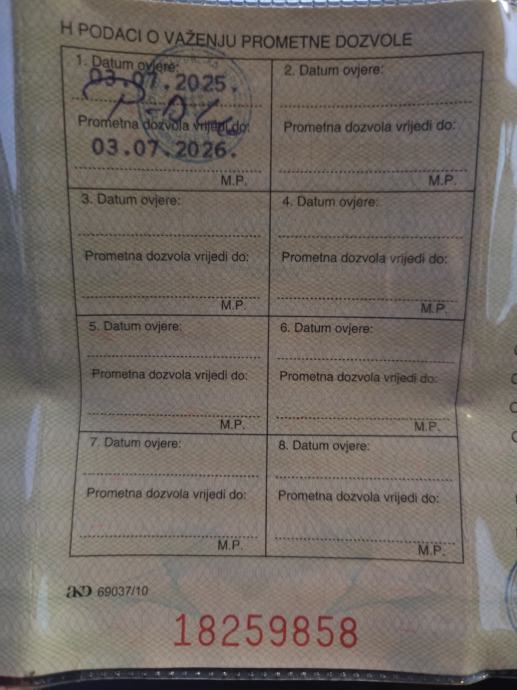 H PODACI O VAŽENJU PROMETNE DOZVOLE
1. Datum ovjere:
03.07.2025.
Prometna dozvola vrijedi do:
03.07.2026.
M.P.
2. Datum ovjere:
Prometna dozvola vrijedi do:
M.P.
3. Datum ovjere:
Prometna dozvola vrijedi do:
M.P.
4. Datum ovjere:
Prometna dozvola vrijedi do:
M.P.
5. Datum ovjere:
Prometna dozvola vrijedi do:
M.P.
6. Datum ovjere:
Prometna dozvola vrijedi do:
M.P.
7. Datum ovjere:
Prometna dozvola vrijedi do:
M.P.
8. Datum ovjere:
Prometna dozvola vrijedi do:
M.P.
AKD 69037/10
18259858